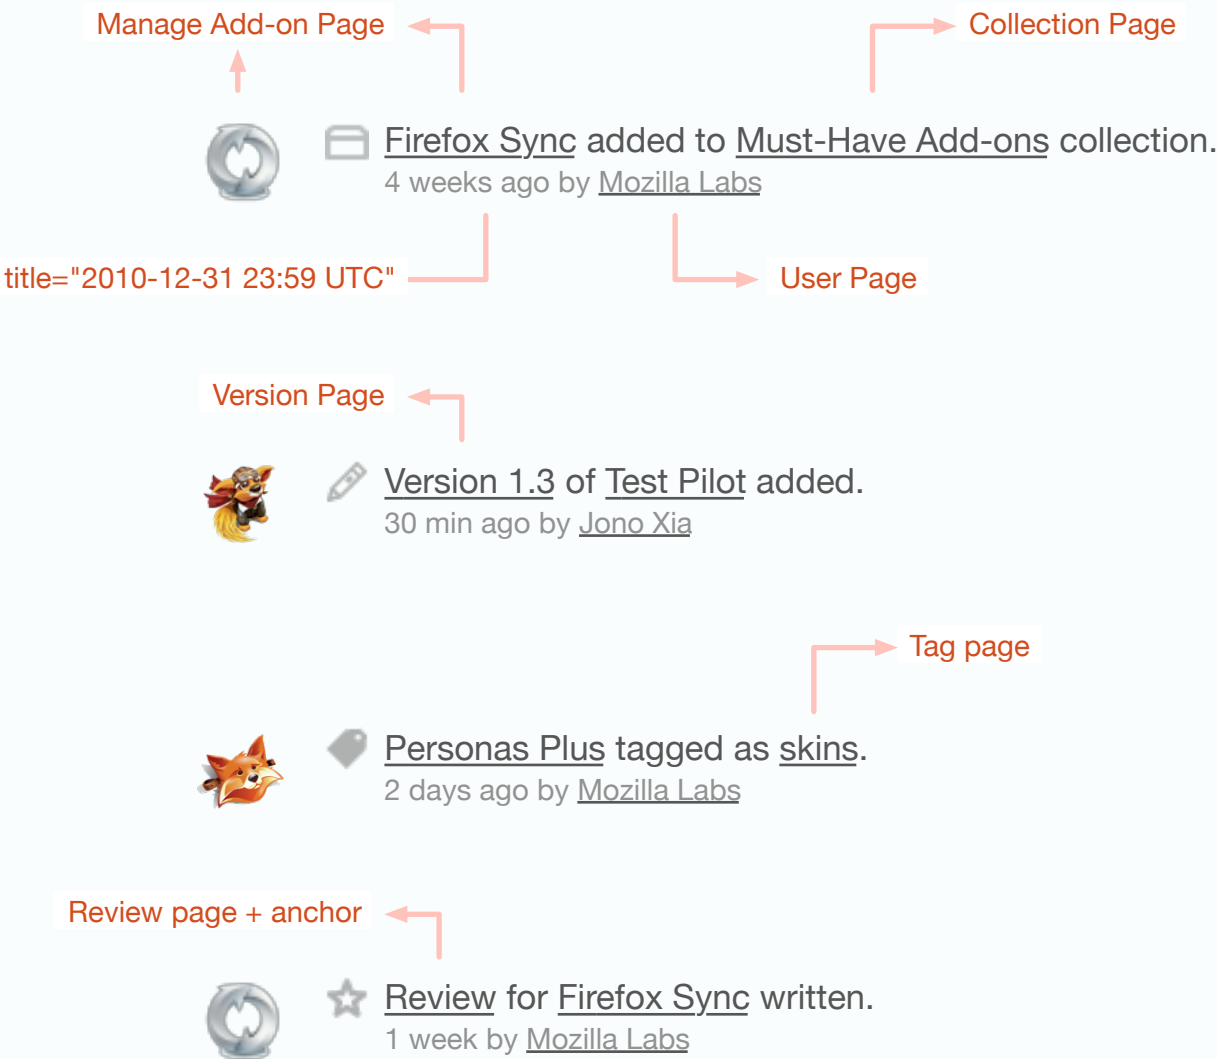 Manage Add-on Page
Collection Page
Firefox Sync added to Must-Have Add-ons collection.
4 weeks ago by Mozilla Labs
title="2010-12-31 23:59 UTC"
User Page
Version Page
Version 1.3 of Test Pilot added.
30 min ago by Jono Xia
Tag page
Personas Plus tagged as skins.
2 days ago by Mozilla Labs
Review page + anchor
Review for Firefox Sync written.
1 week by Mozilla Labs